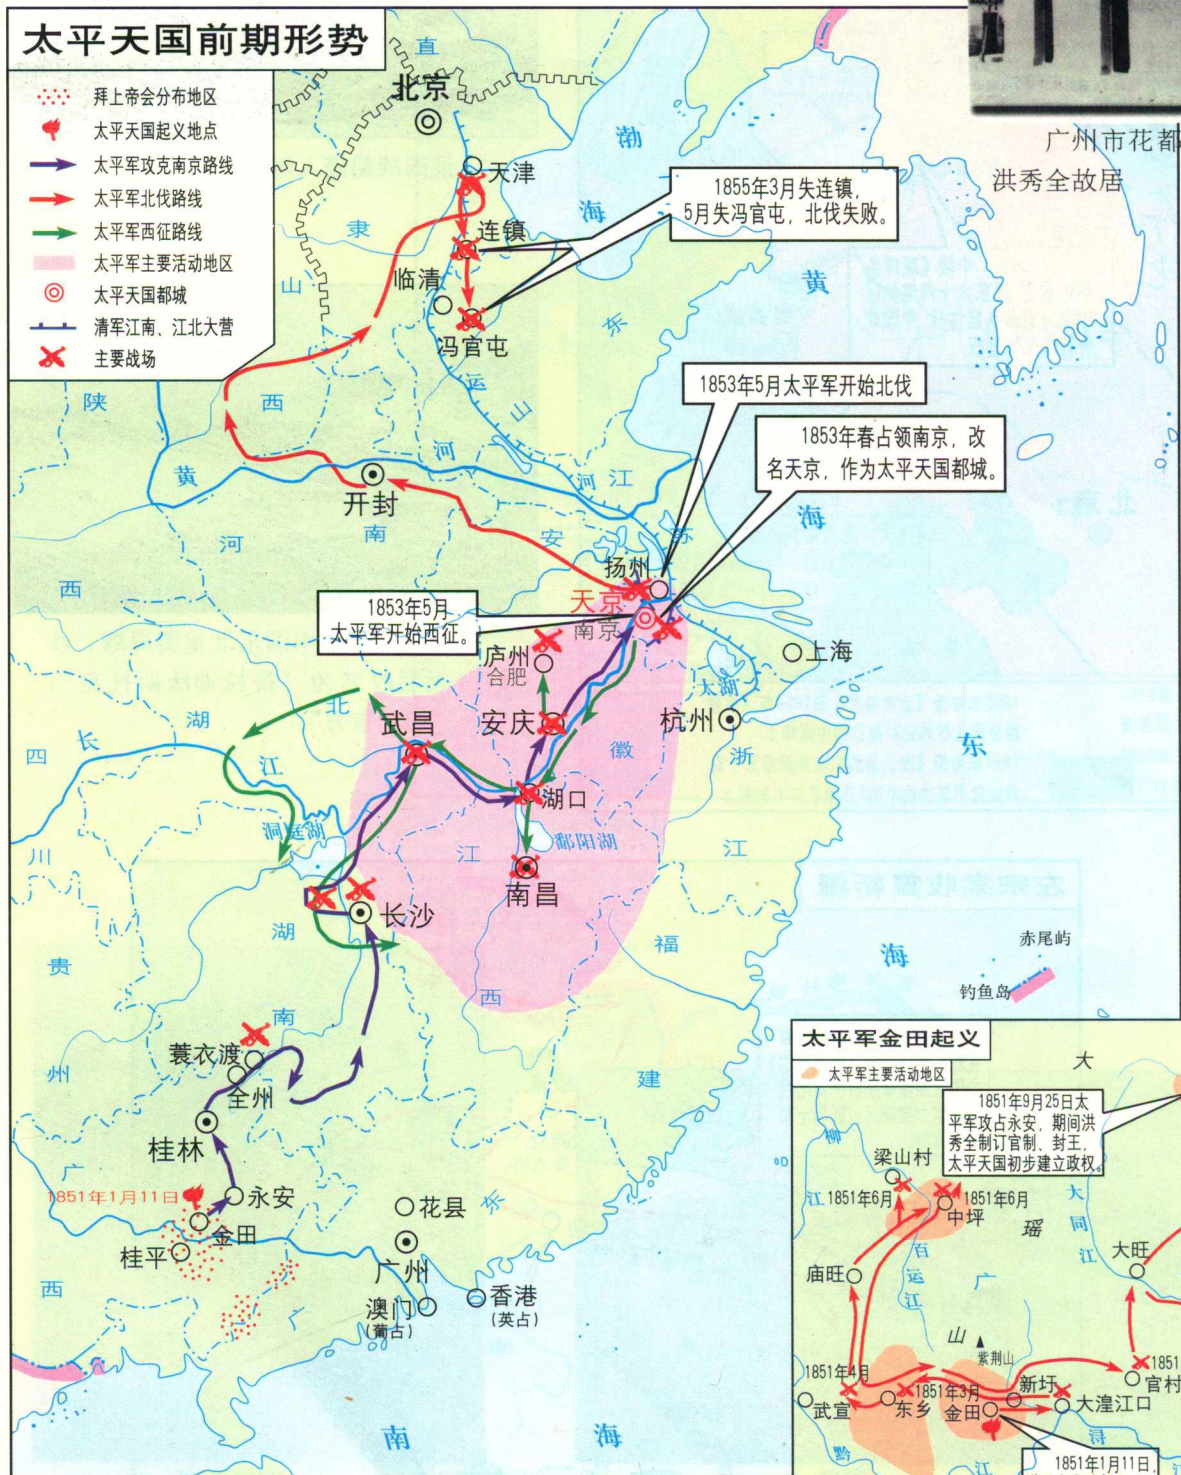 太平天国前期形势
拜上帝会分布地区
太平天国起义地点
太平军攻克南京路线
太平军北伐路线
太平军西征路线
太平军主要活动地区
太平天国都城
清军江南、江北大营
主要战场
广州市花都
洪秀全故居
直
北京
天津
渤
海
隶
1855年3月失连镇,
5月失冯官屯,北伐失败。
连镇
山
临清
黄
冯官屯
东
陕
西
运
山
1853年5月太平军开始北伐
1853年春占领南京,改
名天京,作为太平天国都城。
黄
河
河
江
开封
海
河
南
安
苏
西
扬州
天京
南京
1853年5月
太平军开始西征。
庐州
合肥
上海
太湖
湖
北
武昌
安庆
杭州
四
长
江
徽
浙
东
湖口
洞庭湖
川
江
鄱阳湖
江
南昌
长沙
湖
福
海
赤尾屿
钓鱼岛
贵
西
南
蓑衣渡
全州
州
建
桂林
广
1851年1月11日
永安
金田
桂平
花县
东
广州
西
广
澳门
(葡占)
香港
(英占)
南
海
太平军金田起义
太平军主要活动地区
大
1851年9月25日太
平军攻占永安,期间洪
秀全制订官制、封王,
太平天国初步建立政权。
柳
梁山村
江
1851年6月
1851年6月
中坪
大
同
江
瑶
百
运
江
大旺
庙旺
广
山
紫荆山
1851年4月
1851
官村
武宣
东乡
1851年3月
金田
新圩
大湟江口
黔
江
浔
江
1851年1月11日,